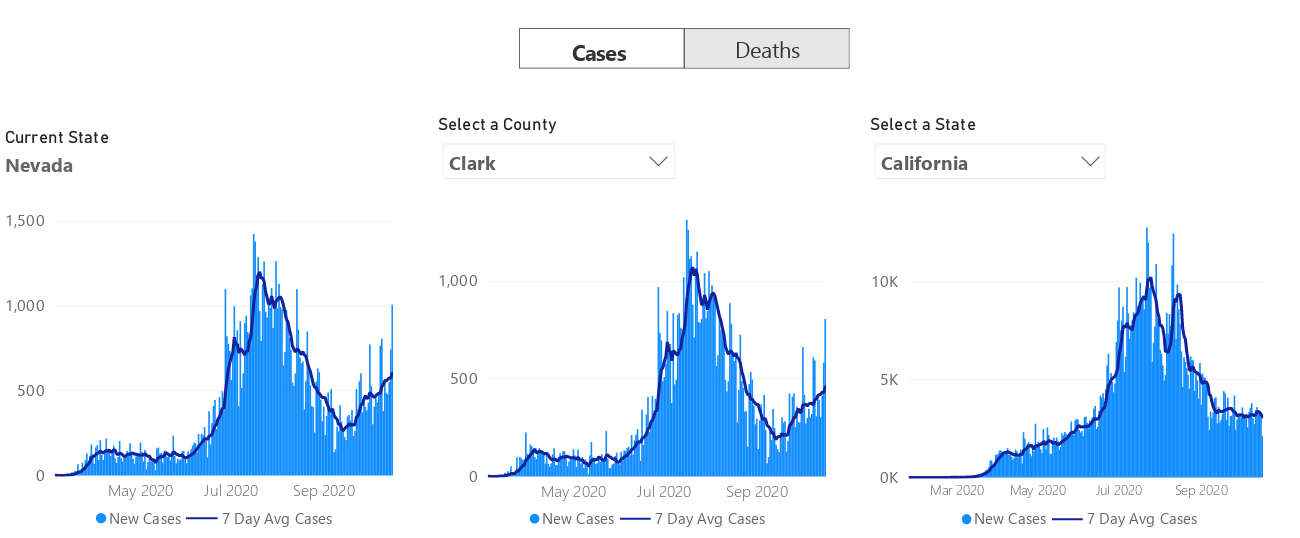 Cases Deaths
Current State
Nevada
Select a County
Clark
Select a State
California
1,500
1,000
500
0
May 2020 Jul 2020 Sep 2020
New Cases 7 Day Avg Cases
1,000
500
0
May 2020 Jul 2020 Sep 2020
New Cases 7 Day Avg Cases
10K
5K
0K
Mar 2020 May 2020 Jul 2020 Sep 2020
New Cases 7 Day Avg Cases